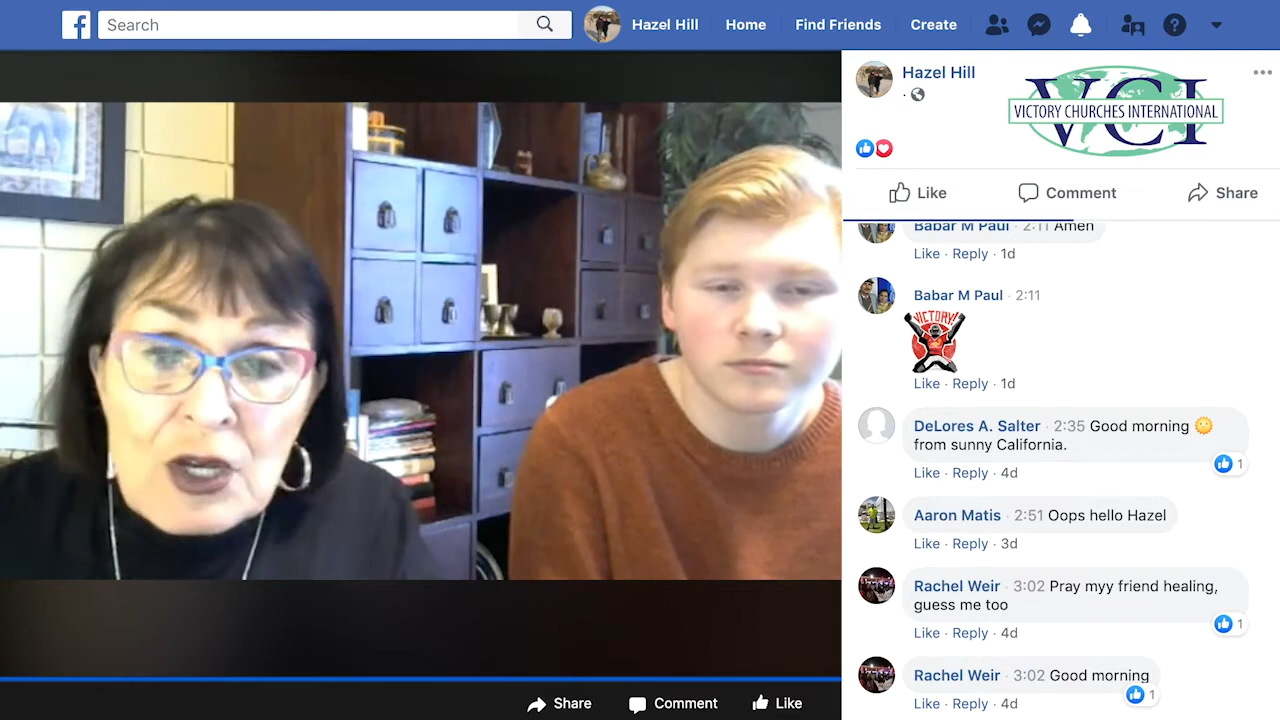 Search
Hazel Hill
Home
Find Friends
Create
Hazel Hill
VCI
VICTORY CHURCHES INTERNATIONAL
Like
Comment
Share
Babar M Paul · 2:11 Amen
Like · Reply · 1d
Babar M Paul · 2:11
VICTORY!
Like · Reply · 1d
DeLores A. Salter · 2:35 Good morning 🌞
from sunny California.
1
Like · Reply · 4d
Aaron Matis · 2:51 Oops hello Hazel
Like · Reply · 3d
Rachel Weir · 3:02 Pray myy friend healing,
guess me too
1
Like · Reply · 4d
Rachel Weir · 3:02 Good morning
1
Like · Reply · 4d
Share
Comment
Like